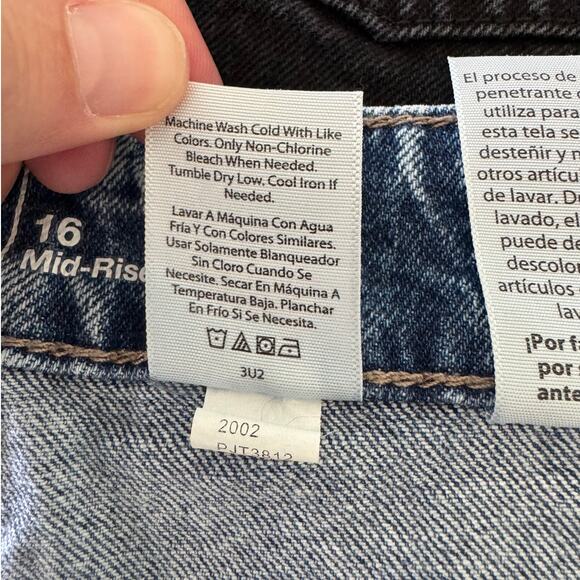 Machine Wash Cold With Like
Colors. Only Non-Chlorine
Bleach When Needed.
Tumble Dry Low. Cool Iron If
Needed.
Lavar A Máquina Con Agua
Fría Y Con Colores Similares.
Usar Solamente Blanqueador
Sin Cloro Cuando Se
Necesite. Secar En Máquina A
Temperatura Baja. Planchar
En Frío Si Se Necesita.
3U2
2002
16
Mid-Rise
El proceso de
penetrante
utiliza para
esta tela se
desteñir y
otros artícu
de lavar. D
lavado, el
puede de
descolo
artículos
lav
¡Por fa
por
ante